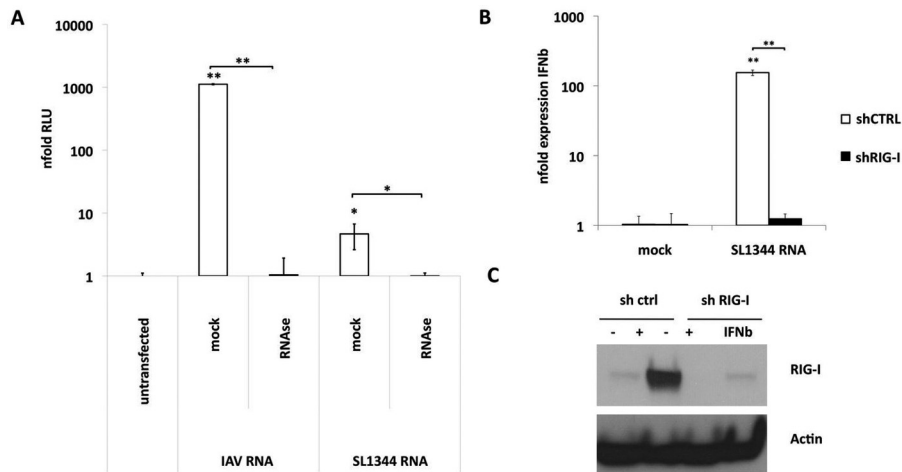 A
nfold RLU
10000
1000
100
10
1
**
**
*
*
untransfected
mock
RNAse
mock
RNAse
IAV RNA
SL1344 RNA
B
nfold expression IFNb
1000
100
10
1
**
**
mock
SL1344 RNA
shCTRL
shRIG-I
C
sh ctrl sh RIG-I
- + - + IFNb
RIG-I
Actin